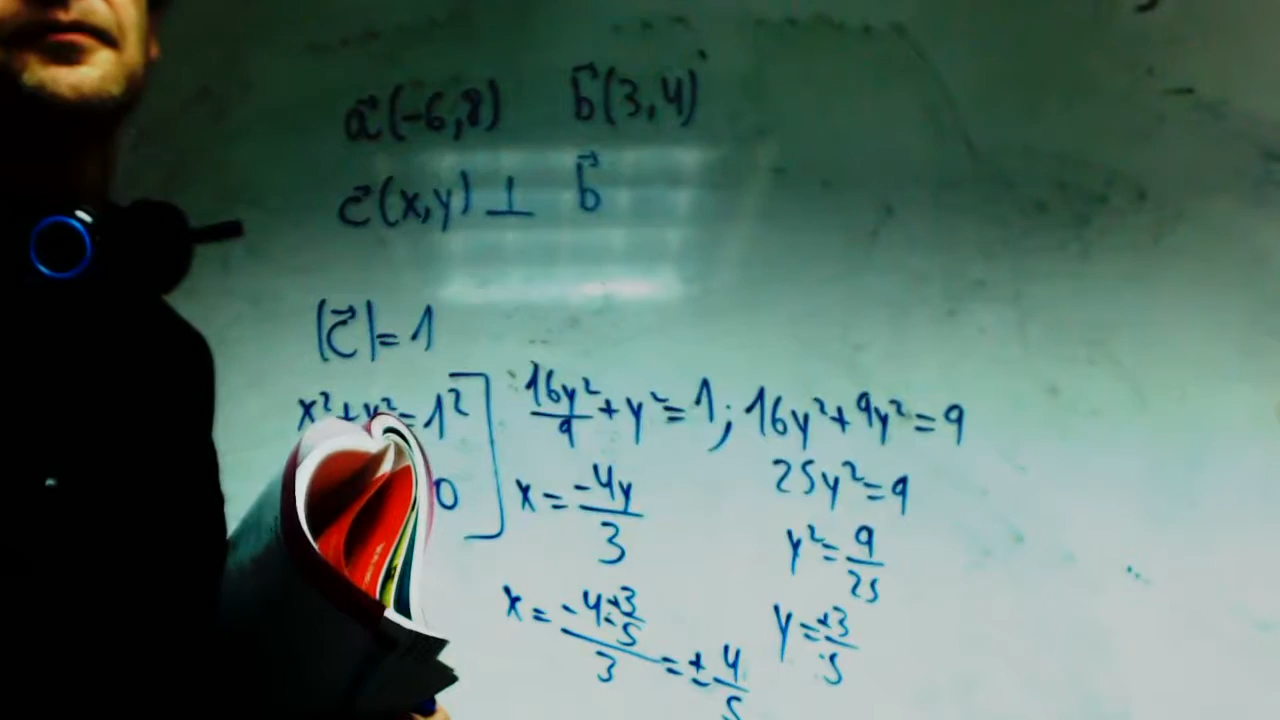 a⃗(-6,8) b⃗(3,4)
c⃗(x,y) ⊥ b⃗
|c⃗|=1
x²+y²=1² ] 16y²/9 + y² = 1; 16y²+9y²=9
0 ] x = -4y/3 25y²=9
y² = 9/25
x = (-4·±3/5)/3 = ±4/5 y = ±3/5